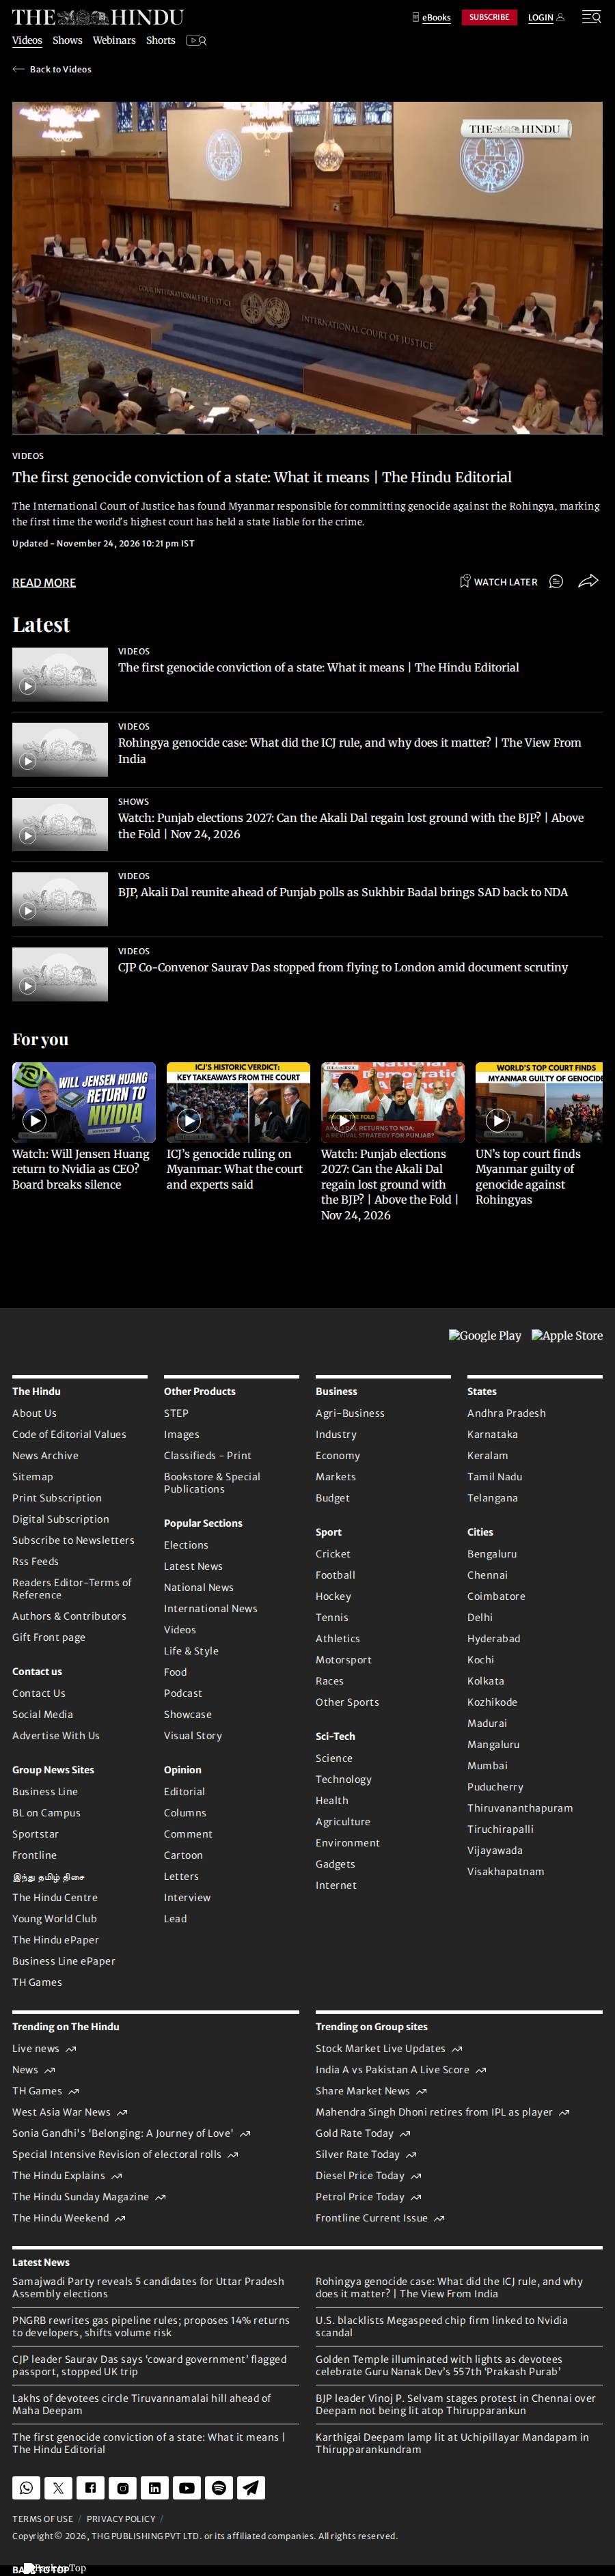 THE HINDU
eBooks
SUBSCRIBE
LOGIN
Videos
Shows
Webinars
Shorts
Back to Videos
THE HINDU
COUR INTERNATIONALE DE JUSTICE
INTERNATIONAL COURT OF JUSTICE
VIDEOS
The first genocide conviction of a state: What it means | The Hindu Editorial
The International Court of Justice has found Myanmar responsible for committing genocide against the Rohingya, marking
the first time the world's highest court has held a state liable for the crime.
Updated - November 24, 2026 10:21 pm IST
READ MORE
WATCH LATER
Latest
VIDEOS
The first genocide conviction of a state: What it means | The Hindu Editorial
VIDEOS
Rohingya genocide case: What did the ICJ rule, and why does it matter? | The View From
India
SHOWS
Watch: Punjab elections 2027: Can the Akali Dal regain lost ground with the BJP? | Above
the Fold | Nov 24, 2026
VIDEOS
BJP, Akali Dal reunite ahead of Punjab polls as Sukhbir Badal brings SAD back to NDA
VIDEOS
CJP Co-Convenor Saurav Das stopped from flying to London amid document scrutiny
For you
WILL JENSEN HUANG
RETURN TO
NVIDIA
Watch: Will Jensen Huang
return to Nvidia as CEO?
Board breaks silence
ICJ'S HISTORIC VERDICT:
KEY TAKEAWAYS FROM THE COURT
ICJ's genocide ruling on
Myanmar: What the court
and experts said
National
Democratic
ABOVE THE FOLD
AKALI DAL RETURNS TO NDA:
A REVIVAL STRATEGY FOR PUNJAB?
Watch: Punjab elections
2027: Can the Akali Dal
regain lost ground with
the BJP? | Above the Fold |
Nov 24, 2026
WORLD'S TOP COURT FINDS
MYANMAR GUILTY OF GENOCIDE
UN's top court finds
Myanmar guilty of
genocide against
Rohingyas
Google Play
Apple Store
The Hindu
About Us
Code of Editorial Values
News Archive
Sitemap
Print Subscription
Digital Subscription
Subscribe to Newsletters
Rss Feeds
Readers Editor-Terms of
Reference
Authors & Contributors
Gift Front page
Contact us
Contact Us
Social Media
Advertise With Us
Group News Sites
Business Line
BL on Campus
Sportstar
Frontline
இந்து தமிழ் திசை
The Hindu Centre
Young World Club
The Hindu ePaper
Business Line ePaper
TH Games
Other Products
STEP
Images
Classifieds - Print
Bookstore & Special
Publications
Popular Sections
Elections
Latest News
National News
International News
Videos
Life & Style
Food
Podcast
Showcase
Visual Story
Opinion
Editorial
Columns
Comment
Cartoon
Letters
Interview
Lead
Business
Agri-Business
Industry
Economy
Markets
Budget
Sport
Cricket
Football
Hockey
Tennis
Athletics
Motorsport
Races
Other Sports
Sci-Tech
Science
Technology
Health
Agriculture
Environment
Gadgets
Internet
States
Andhra Pradesh
Karnataka
Keralam
Tamil Nadu
Telangana
Cities
Bengaluru
Chennai
Coimbatore
Delhi
Hyderabad
Kochi
Kolkata
Kozhikode
Madurai
Mangaluru
Mumbai
Puducherry
Thiruvananthapuram
Tiruchirapalli
Vijayawada
Visakhapatnam
Trending on The Hindu
Live news
News
TH Games
West Asia War News
Sonia Gandhi's 'Belonging: A Journey of Love'
Special Intensive Revision of electoral rolls
The Hindu Explains
The Hindu Sunday Magazine
The Hindu Weekend
Trending on Group sites
Stock Market Live Updates
India A vs Pakistan A Live Score
Share Market News
Mahendra Singh Dhoni retires from IPL as player
Gold Rate Today
Silver Rate Today
Diesel Price Today
Petrol Price Today
Frontline Current Issue
Latest News
Samajwadi Party reveals 5 candidates for Uttar Pradesh
Assembly elections
PNGRB rewrites gas pipeline rules; proposes 14% returns
to developers, shifts volume risk
CJP leader Saurav Das says 'coward government' flagged
passport, stopped UK trip
Lakhs of devotees circle Tiruvannamalai hill ahead of
Maha Deepam
The first genocide conviction of a state: What it means |
The Hindu Editorial
Rohingya genocide case: What did the ICJ rule, and why
does it matter? | The View From India
U.S. blacklists Megaspeed chip firm linked to Nvidia
scandal
Golden Temple illuminated with lights as devotees
celebrate Guru Nanak Dev's 557th 'Prakash Purab'
BJP leader Vinoj P. Selvam stages protest in Chennai over
Deepam not being lit atop Thirupparankun
Karthigai Deepam lamp lit at Uchipillayar Mandapam in
Thirupparankundram
TERMS OF USE / PRIVACY POLICY /
Copyright© 2026, THG PUBLISHING PVT LTD. or its affiliated companies. All rights reserved.
BACK TO TOP
Back to Top